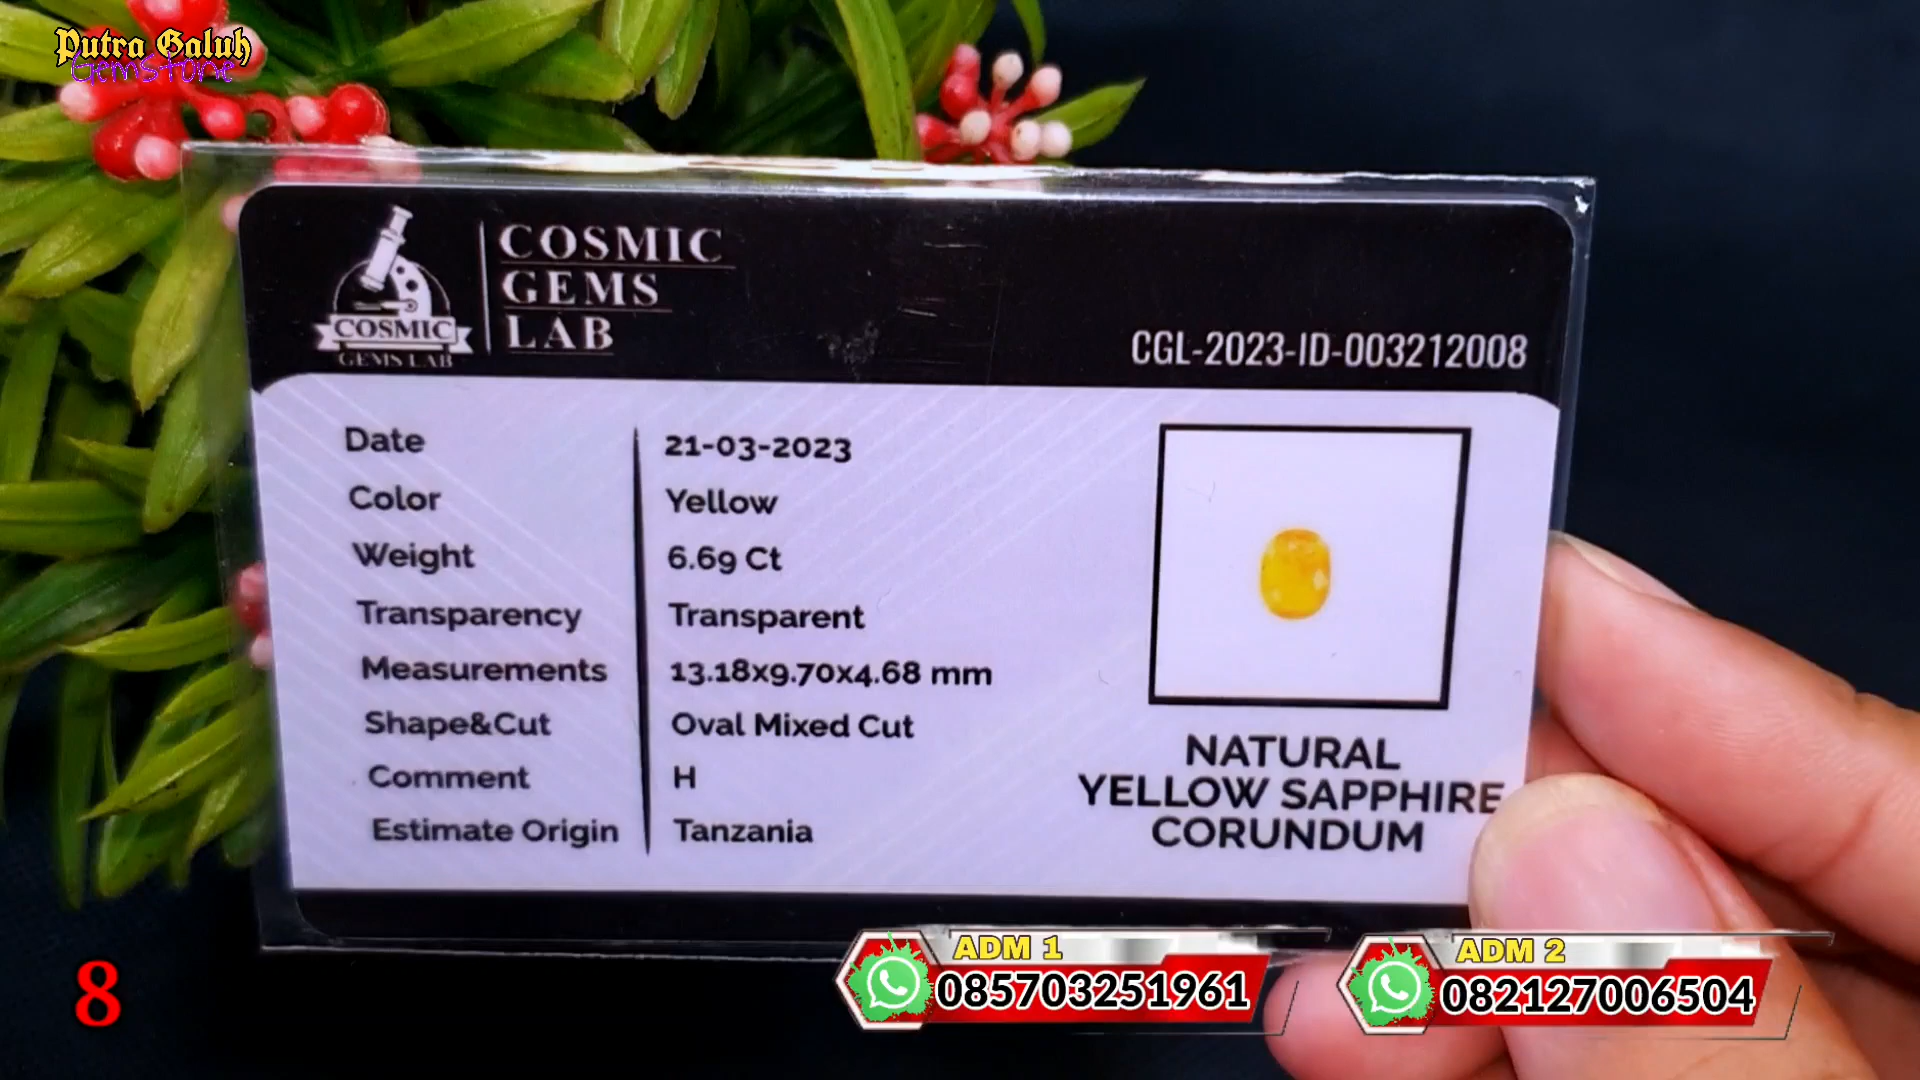 Putra Galuh
Gemstone
COSMIC
GEMS LAB
COSMIC
GEMS
LAB
CGL-2023-ID-003212008
Date 21-03-2023
Color Yellow
Weight 6.69 Ct
Transparency Transparent
Measurements 13.18x9.70x4.68 mm
Shape&Cut Oval Mixed Cut
Comment H
Estimate Origin Tanzania
NATURAL
YELLOW SAPPHIRE
CORUNDUM
8
ADM 1
085703251961
ADM 2
082127006504